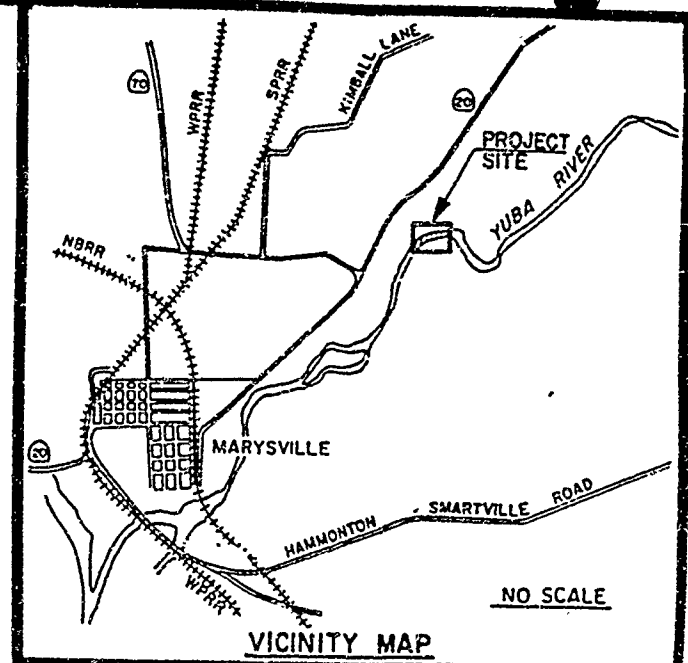 70
WPRR
SPRR
KIMBALL LANE
20
PROJECT
SITE
YUBA RIVER
NBRR
20
MARYSVILLE
HAMMONTON SMARTVILLE ROAD
WPRR
NO SCALE
VICINITY MAP